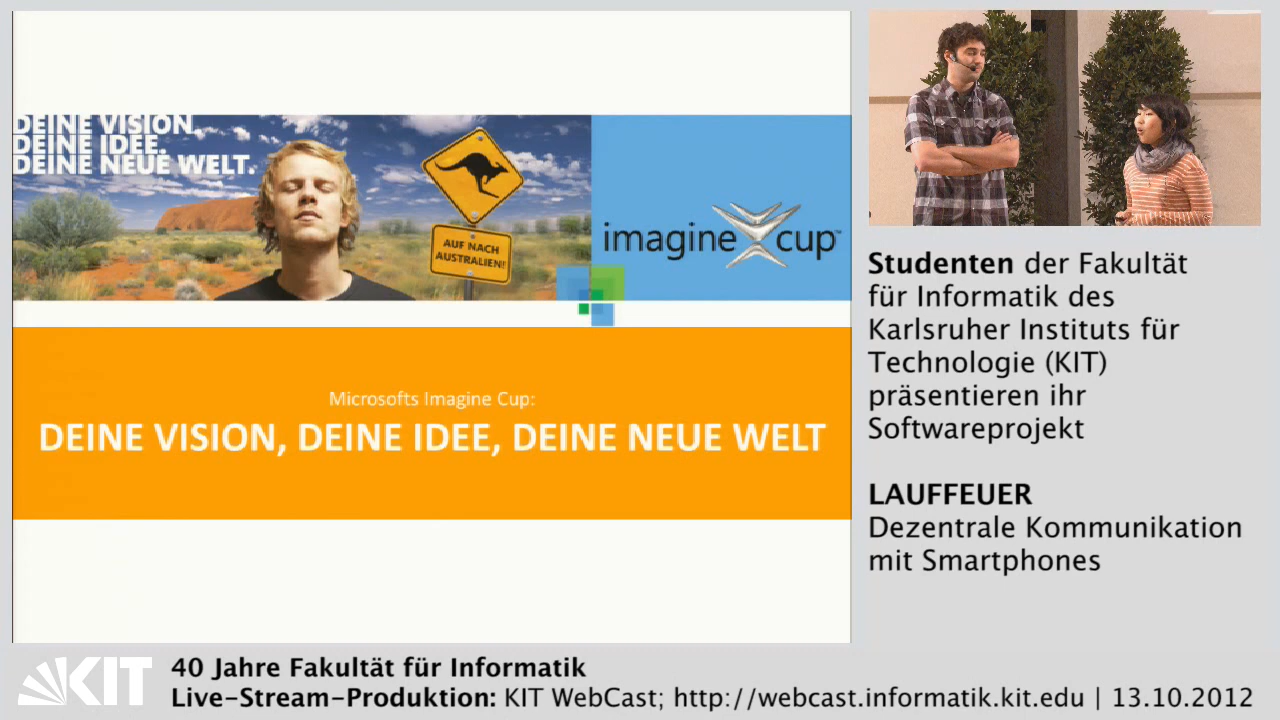 DEINE VISION.
DEINE IDEE.
DEINE NEUE WELT.
AUF NACH
AUSTRALIEN!
imagine cup™
Microsofts Imagine Cup:
DEINE VISION, DEINE IDEE, DEINE NEUE WELT
Studenten der Fakultät
für Informatik des
Karlsruher Instituts für
Technologie (KIT)
präsentieren ihr
Softwareprojekt
LAUFFEUER
Dezentrale Kommunikation
mit Smartphones
KIT
40 Jahre Fakultät für Informatik
Live-Stream-Produktion: KIT WebCast; http://webcast.informatik.kit.edu | 13.10.2012